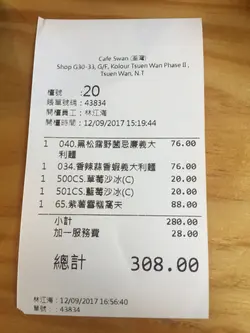 Cafe Swan (荃灣)
Shop G30-33, G/F, Kolour Tsuen Wan Phase II ,
Tsuen Wan, N.T
檯號 :20
賬單號碼 : 43834
開檯員工 : 林江海
開檯時間 : 12/09/2017 15:19:44
1 040.黑松露野菌忌廉義大利麵 76.00
1 034.香辣蒜香蝦義大利麵 76.00
1 500CS.草莓沙冰(C) 20.00
1 501CS.藍莓沙冰(C) 20.00
1 65.紫薯雪糕窩夫 88.00
小計 280.00
加一服務費 28.00
總計 308.00
林江海 : 12/09/2017 16:56:40
單號 : 43834